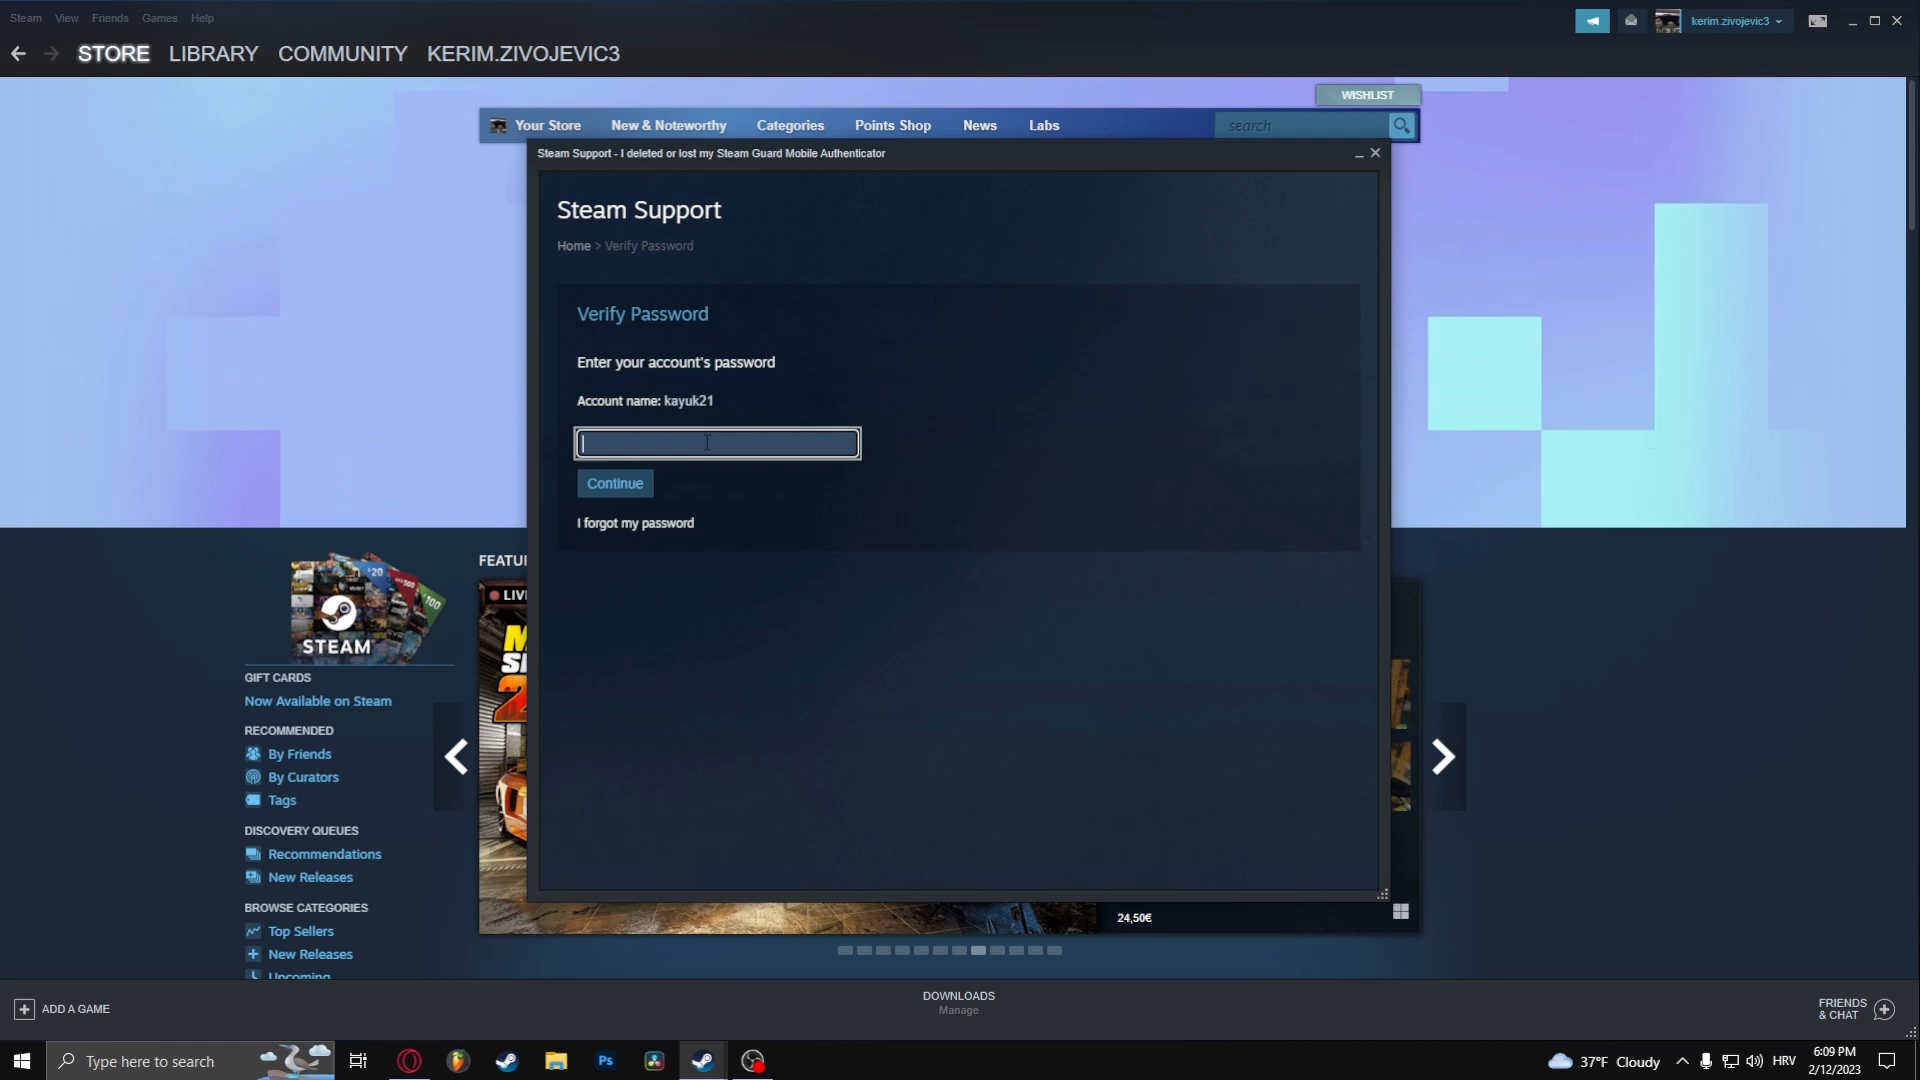 Steam View Friends Games Help
kerim.zivojevic3
STORE LIBRARY COMMUNITY KERIM.ZIVOJEVIC3
WISHLIST
Your Store New & Noteworthy Categories Points Shop News Labs
search
Steam Support - I deleted or lost my Steam Guard Mobile Authenticator
Steam Support
Home > Verify Password
Verify Password
Enter your account's password
Account name: kayuk21
Continue
I forgot my password
STEAM
GIFT CARDS
Now Available on Steam
RECOMMENDED
By Friends
By Curators
Tags
DISCOVERY QUEUES
Recommendations
New Releases
BROWSE CATEGORIES
Top Sellers
New Releases
Upcoming
FEATU
LIV
24,50€
ADD A GAME
DOWNLOADS
Manage
FRIENDS
& CHAT
Type here to search
Ps
37°F Cloudy
HRV
6:09 PM
2/12/2023